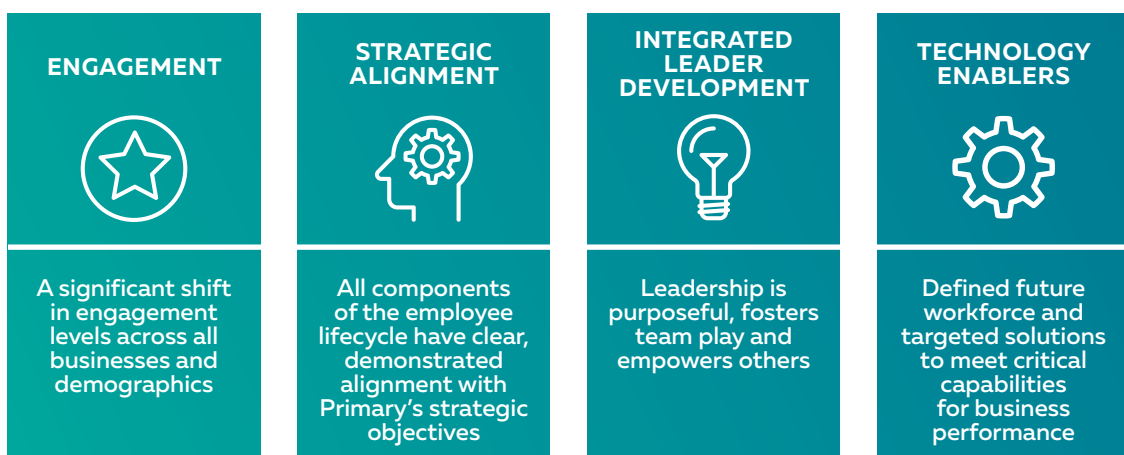 ENGAGEMENT
A significant shift
in engagement
levels across all
businesses and
demographics
STRATEGIC
ALIGNMENT
All components
of the employee
lifecycle have clear,
demonstrated
alignment with
Primary’s strategic
objectives
INTEGRATED
LEADER
DEVELOPMENT
Leadership is
purposeful, fosters
team play and
empowers others
TECHNOLOGY
ENABLERS
Defined future
workforce and
targeted solutions
to meet critical
capabilities
for business
performance